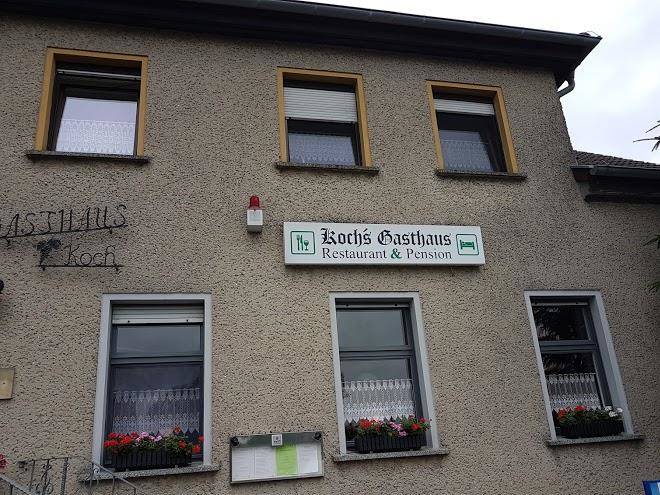 GASTHAUS
Koch
Koch's Gasthaus
Restaurant & Pension